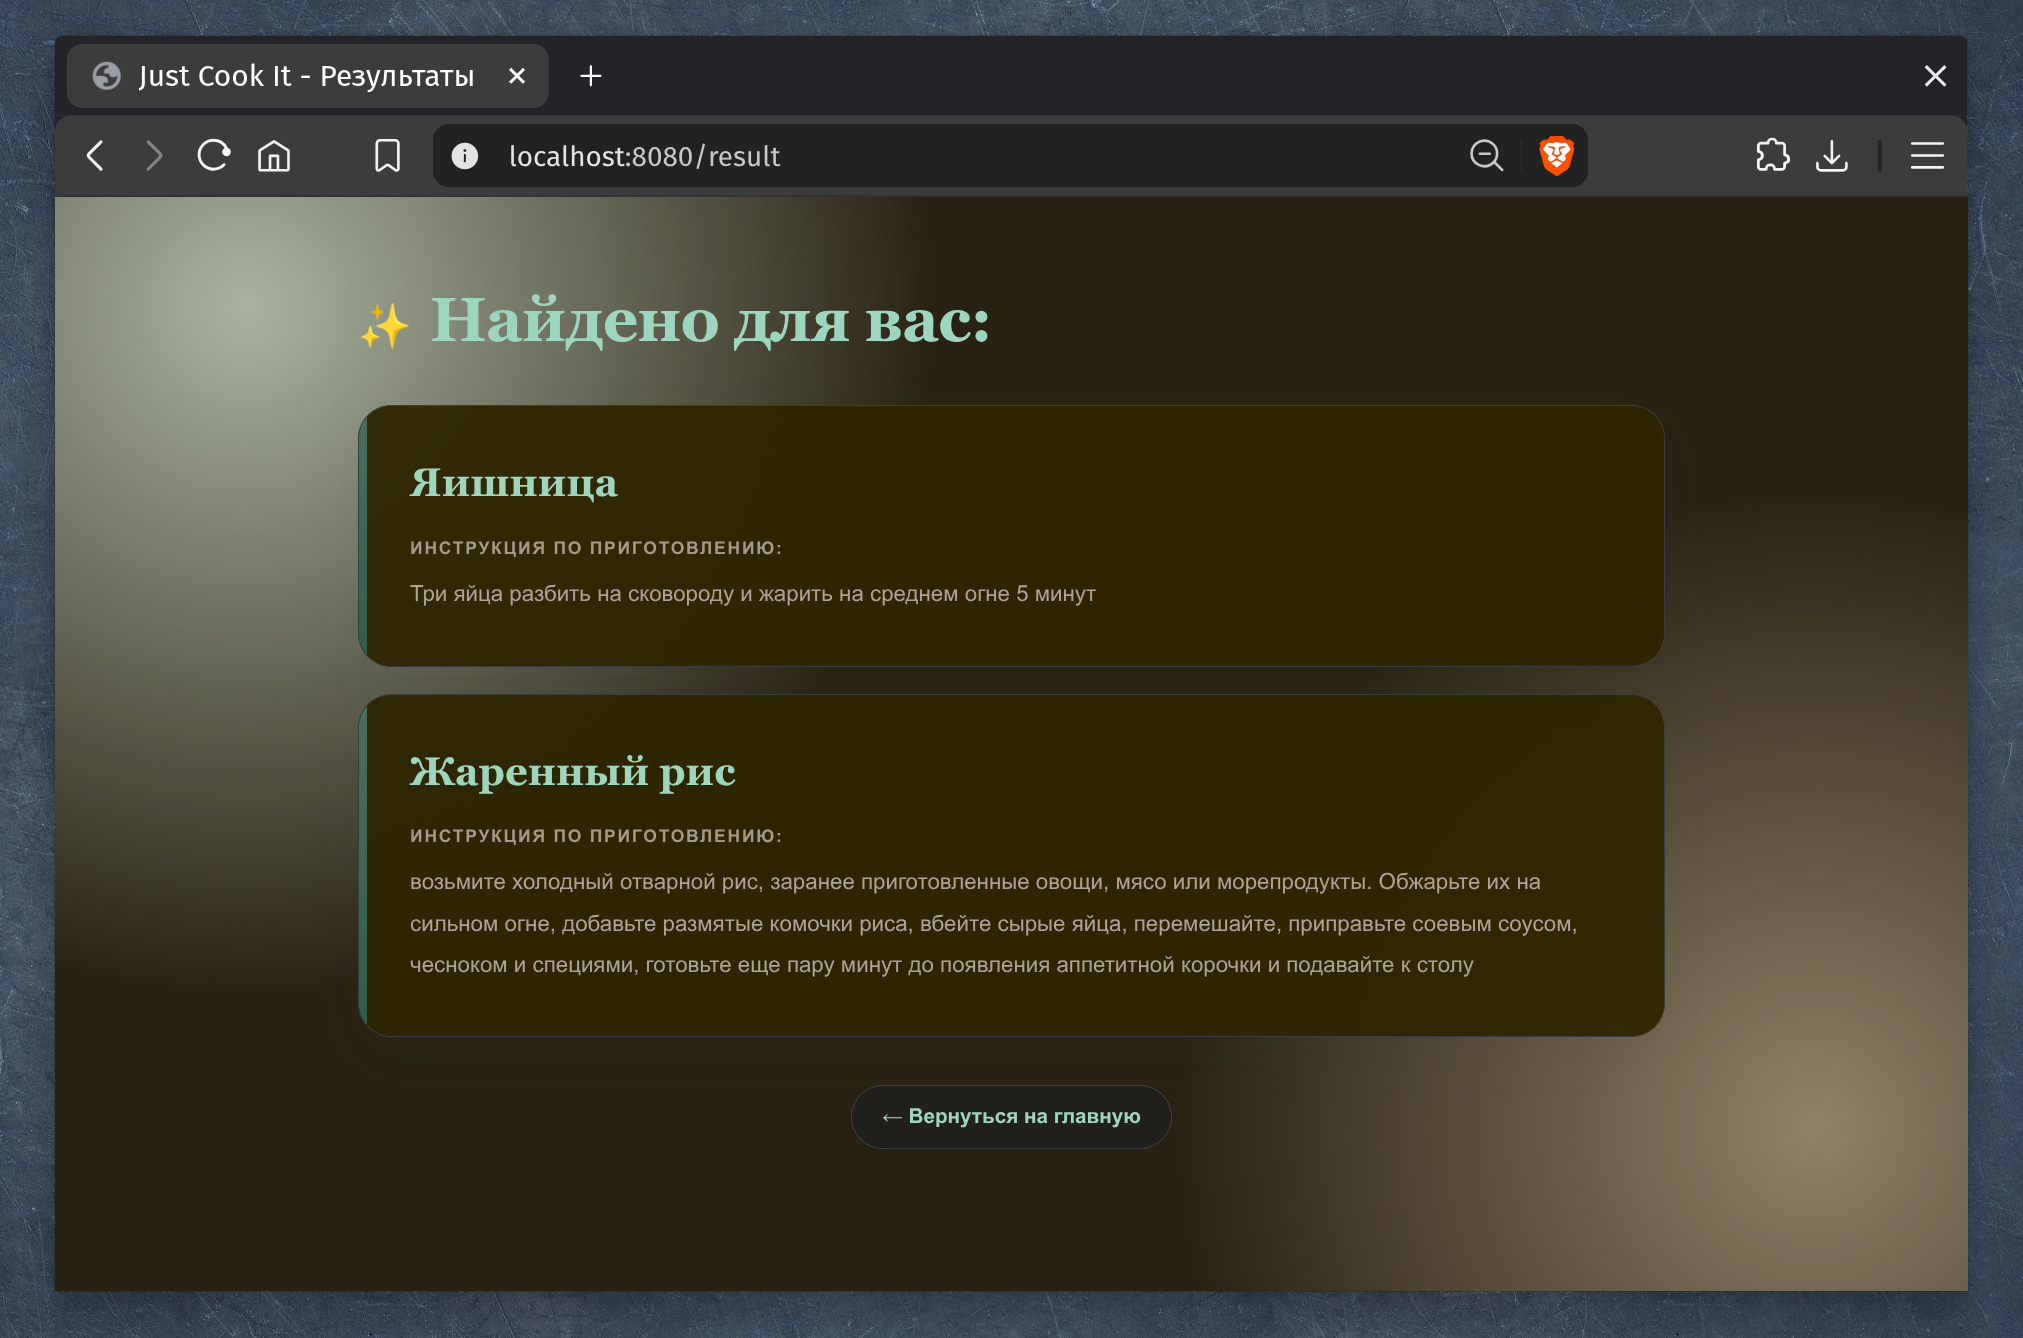 Just Cook It - Результаты
localhost:8080/result
✨ Найдено для вас:
Яишница
ИНСТРУКЦИЯ ПО ПРИГОТОВЛЕНИЮ:
Три яйца разбить на сковороду и жарить на среднем огне 5 минут
Жаренный рис
ИНСТРУКЦИЯ ПО ПРИГОТОВЛЕНИЮ:
возьмите холодный отварной рис, заранее приготовленные овощи, мясо или морепродукты. Обжарьте их на
сильном огне, добавьте размятые комочки риса, вбейте сырые яйца, перемешайте, приправьте соевым соусом,
чесноком и специями, готовьте еще пару минут до появления аппетитной корочки и подавайте к столу
← Вернуться на главную